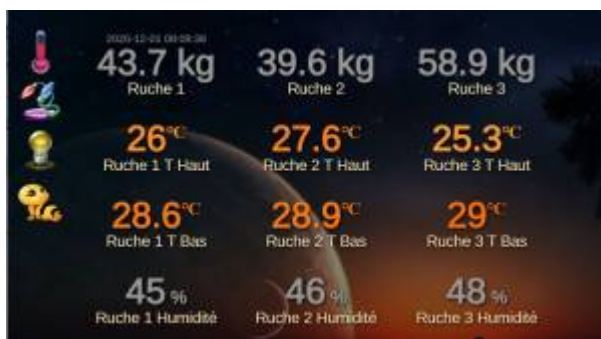 43.7 kg 39.6 kg 58.9 kg
Ruche 1 Ruche 2 Ruche 3
26°C 27.6°C 25.3°C
Ruche 1 T Haut Ruche 2 T Haut Ruche 3 T Haut
28.6°C 28.9°C 29°C
Ruche 1 T Bas Ruche 2 T Bas Ruche 3 T Bas
45 % 46 % 48 %
Ruche 1 Humidité Ruche 2 Humidité Ruche 3 Humidité